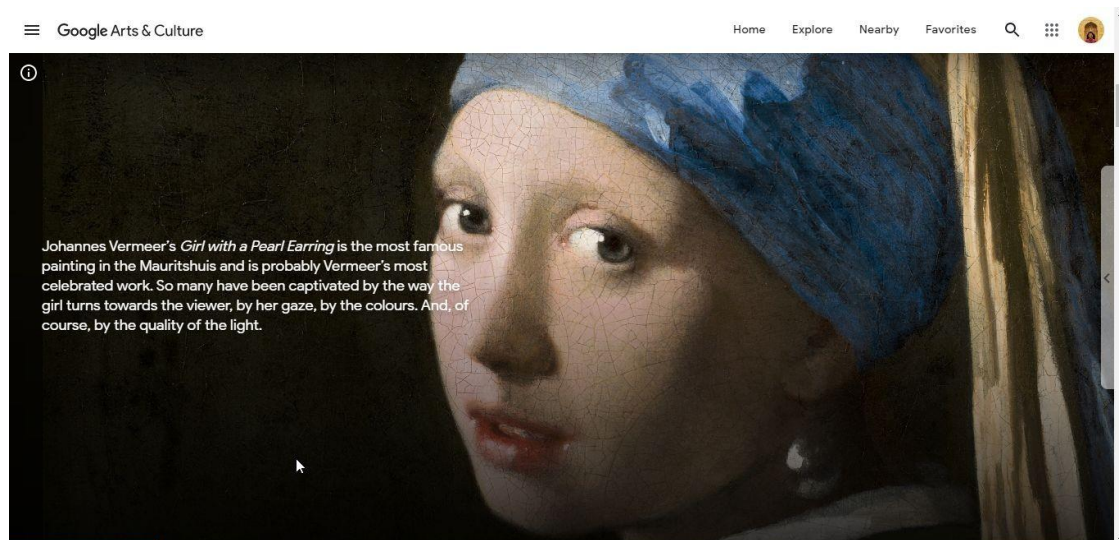 Google Arts & Culture
Home Explore Nearby Favorites
Johannes Vermeer's Girl with a Pearl Earring is the most famous
painting in the Mauritshuis and is probably Vermeer's most
celebrated work. So many have been captivated by the way the
girl turns towards the viewer, by her gaze, by the colours. And, of
course, by the quality of the light.